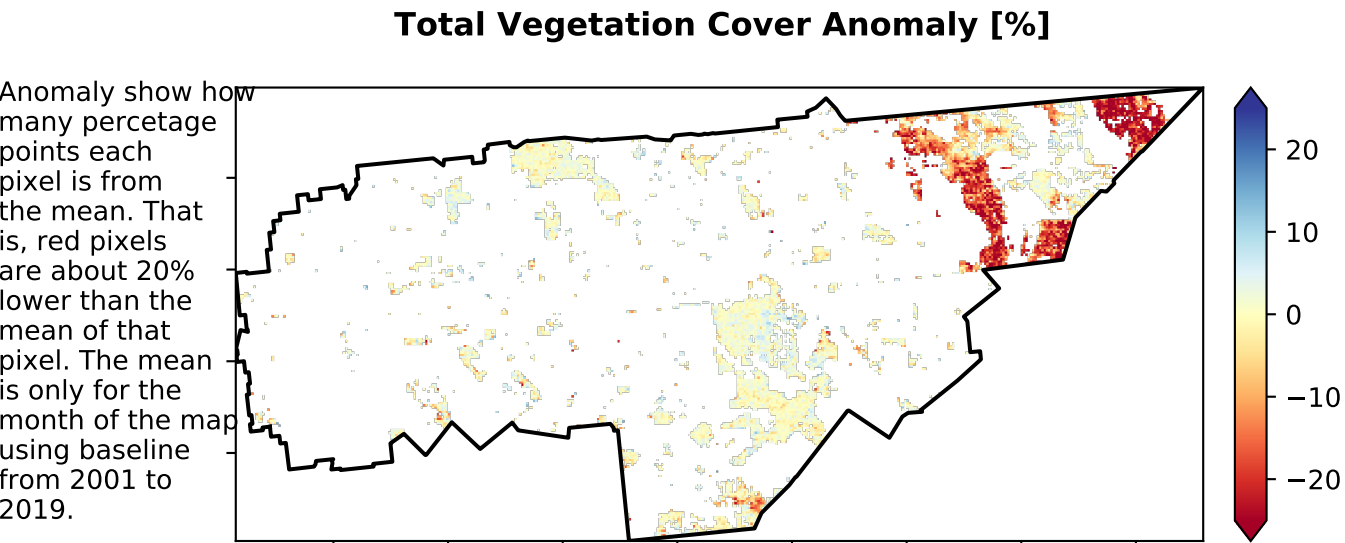 Total Vegetation Cover Anomaly [%]
Anomaly show how
many percetage
points each
pixel is from
the mean. That
is, red pixels
are about 20%
lower than the
mean of that
pixel. The mean
is only for the
month of the map
using baseline
from 2001 to
2019.
20
10
0
−10
−20